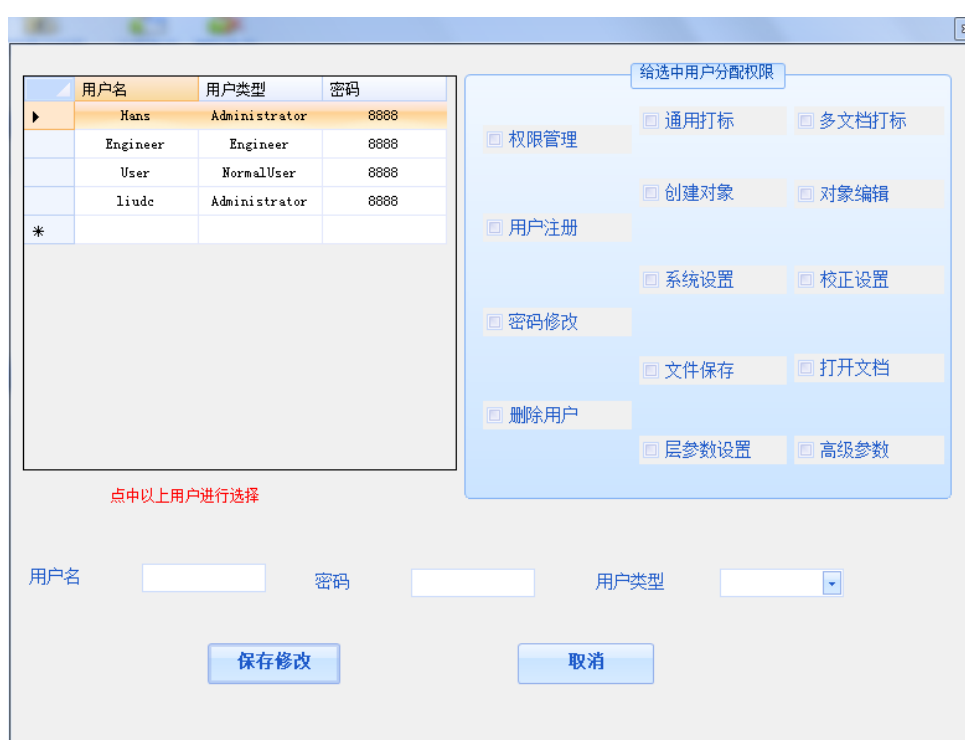 用户名 用户类型 密码
Hans Administrator 8888
Engineer Engineer 8888
User NormalUser 8888
liudc Administrator 8888
点中以上用户进行选择
给选中用户分配权限
通用打标 多文档打标
权限管理
创建对象 对象编辑
用户注册
系统设置 校正设置
密码修改
文件保存 打开文档
删除用户
层参数设置 高级参数
用户名 密码 用户类型
保存修改 取消